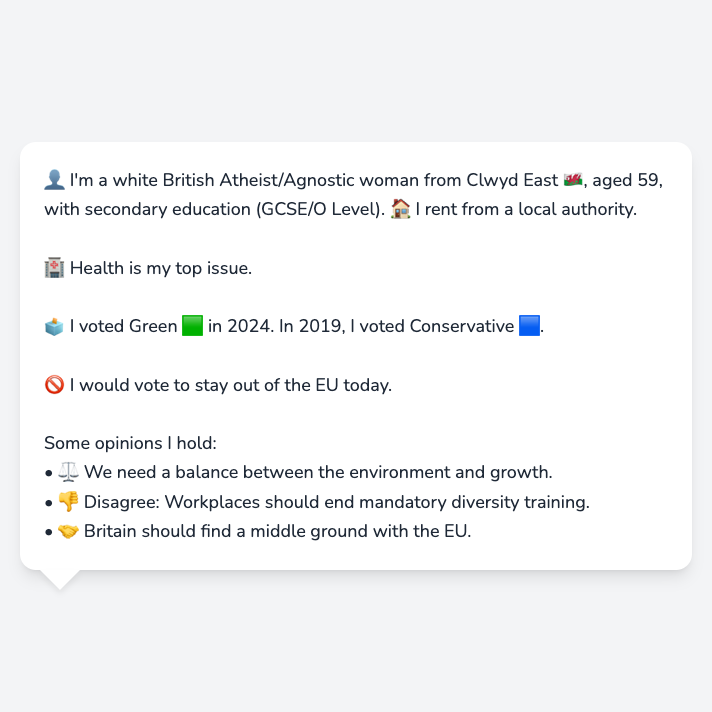 👤 I'm a white British Atheist/Agnostic woman from Clwyd East 🏴󠁧󠁢󠁷󠁬󠁳󠁿, aged 59,
with secondary education (GCSE/O Level). 🏠 I rent from a local authority.
🏥 Health is my top issue.
🗳️ I voted Green 🟩 in 2024. In 2019, I voted Conservative 🟦.
🚫 I would vote to stay out of the EU today.
Some opinions I hold:
• ⚖️ We need a balance between the environment and growth.
• 👎 Disagree: Workplaces should end mandatory diversity training.
• 🤝 Britain should find a middle ground with the EU.